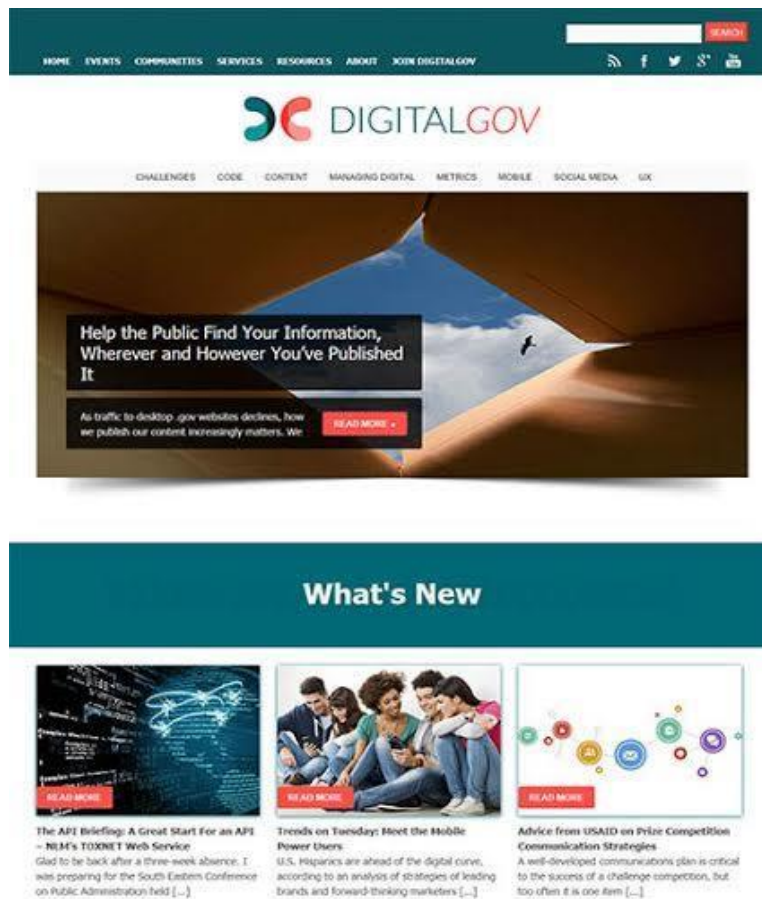 SEARCH
HOME EVENTS COMMUNITIES SERVICES RESOURCES ABOUT JOIN DIGITALGOV
DIGITALGOV
CHALLENGES CODE CONTENT MANAGING DIGITAL METRICS MOBILE SOCIAL MEDIA UX
Help the Public Find Your Information,
Wherever and However You've Published
It
As traffic to desktop .gov websites declines, how
we publish our content increasingly matters. We
READ MORE »
What's New
READ MORE
READ MORE
READ MORE
The API Briefing: A Great Start For an API
– NLM's TOXNET Web Service
Glad to be back after a three-week absence. I
was preparing for the South Eastern Conference
on Public Administration held [...]
Trends on Tuesday: Meet the Mobile
Power Users
U.S. Hispanics are ahead of the digital curve,
according to an analysis of strategies of leading
brands and forward-thinking marketers [...]
Advice from USAID on Prize Competition
Communication Strategies
A well-developed communications plan is critical
to the success of a challenge competition, but
too often it is one item [...]